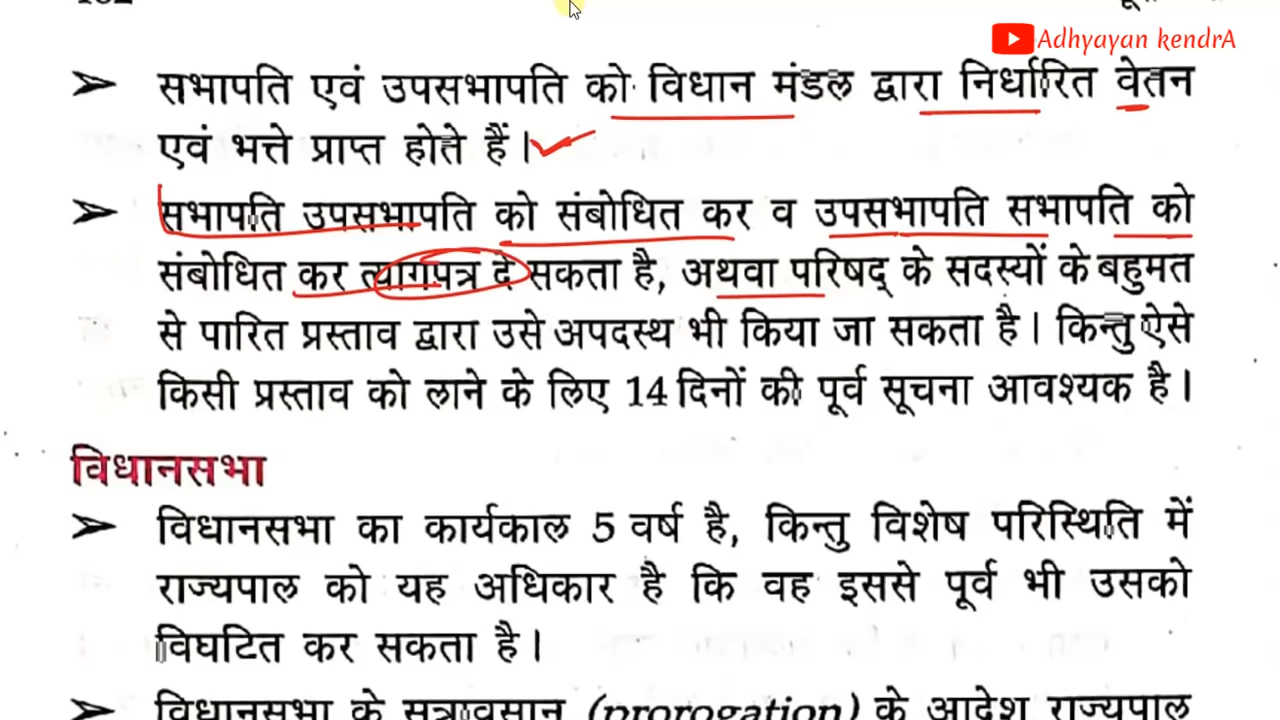 Adhyayan kendrA
➤ सभापति एवं उपसभापति को विधान मंडल द्वारा निर्धारित वेतन
एवं भत्ते प्राप्त होते हैं।
➤ सभापति उपसभापति को संबोधित कर व उपसभापति सभापति को
संबोधित कर त्यागपत्र दे सकता है, अथवा परिषद् के सदस्यों के बहुमत
से पारित प्रस्ताव द्वारा उसे अपदस्थ भी किया जा सकता है। किन्तु ऐसे
किसी प्रस्ताव को लाने के लिए 14 दिनों की पूर्व सूचना आवश्यक है।
विधानसभा
➤ विधानसभा का कार्यकाल 5 वर्ष है, किन्तु विशेष परिस्थिति में
राज्यपाल को यह अधिकार है कि वह इससे पूर्व भी उसको
विघटित कर सकता है।
➤ विधानसभा के सत्रावसान (prorogation) के आदेश राज्यपाल